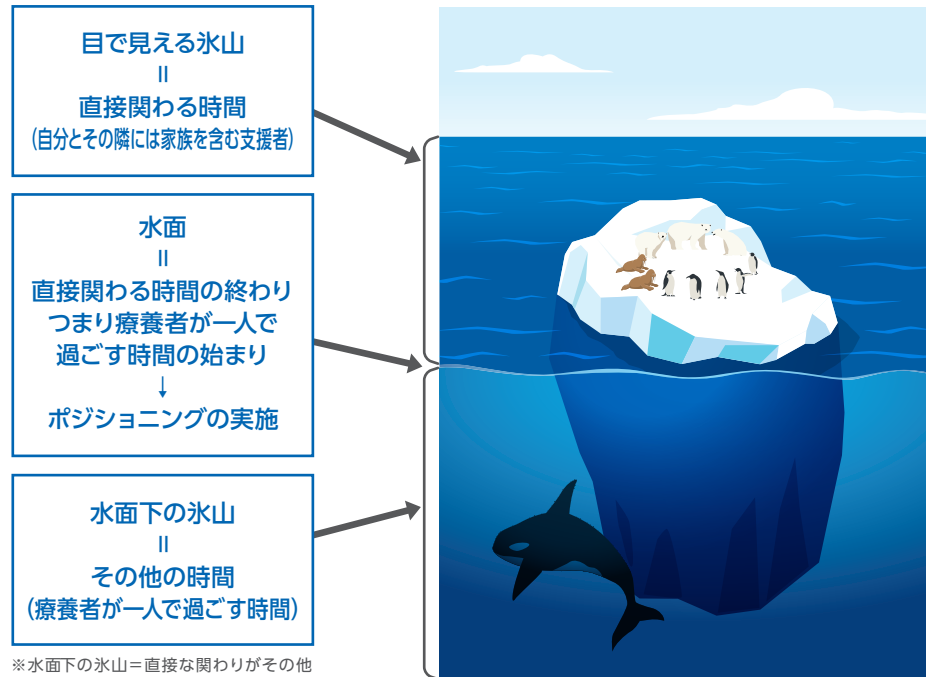 目で見える氷山
＝
直接関わる時間
（自分とその隣には家族を含む支援者）
水面
＝
直接関わる時間の終わり
つまり療養者が一人で
過ごす時間の始まり
↓
ポジショニングの実施
水面下の氷山
＝
その他の時間
（療養者が一人で過ごす時間）
※水面下の氷山＝直接な関わりがその他